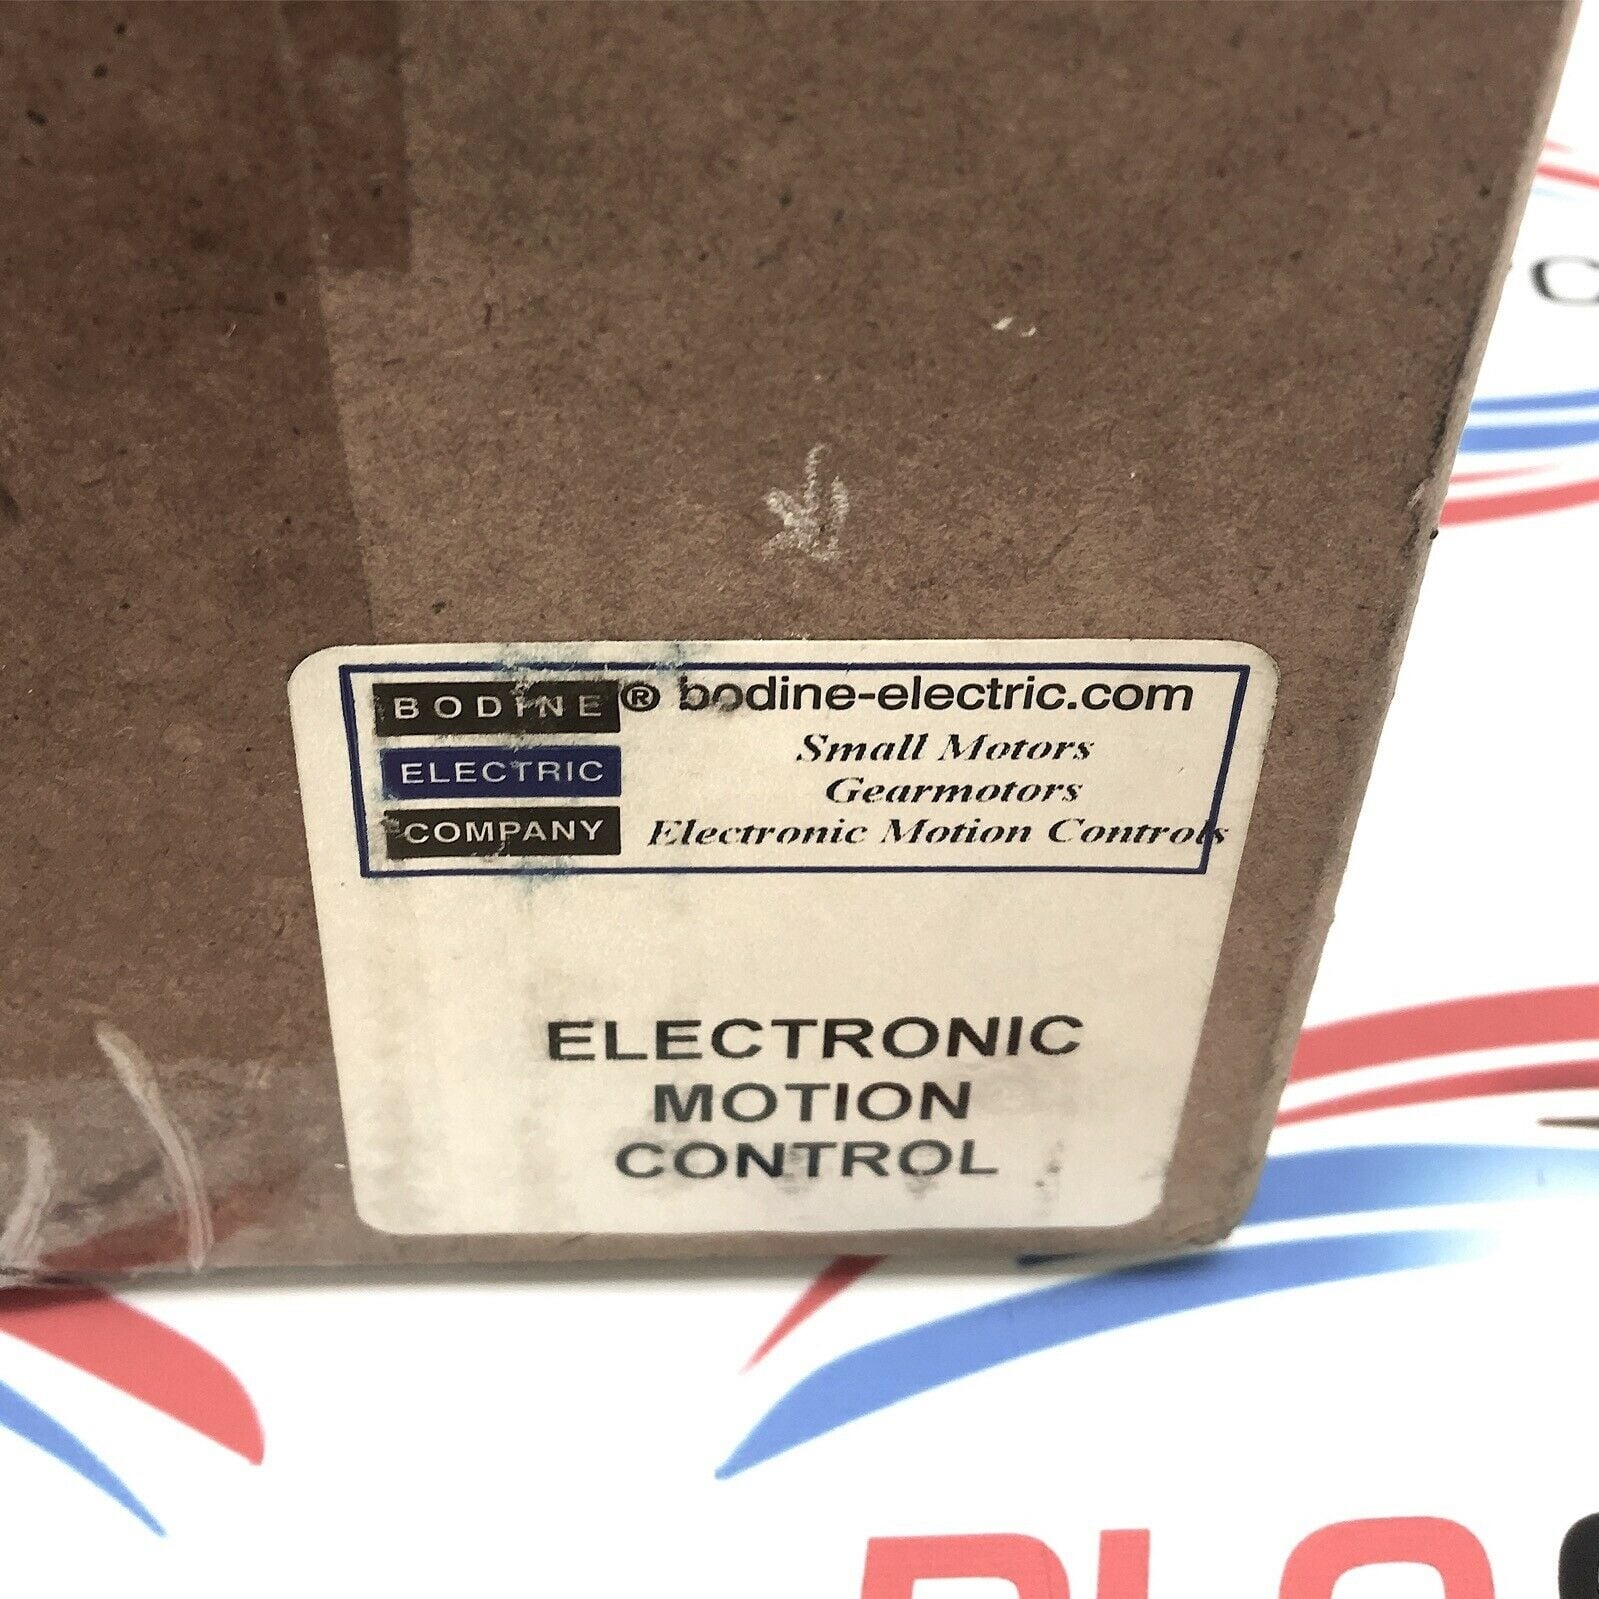 BODINE ® bodine-electric.com
ELECTRIC
COMPANY
Small Motors
Gearmotors
Electronic Motion Controls
ELECTRONIC
MOTION
CONTROL